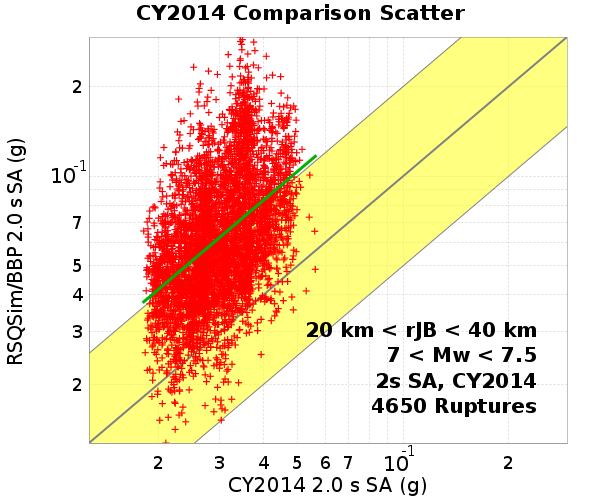 CY2014 Comparison Scatter
RSQSim/BBP 2.0 s SA (g)
2
10-1
7
5
4
3
2
20 km < rJB < 40 km
7 < Mw < 7.5
2s SA, CY2014
4650 Ruptures
2 3 4 5 6 7 10-1 2
CY2014 2.0 s SA (g)